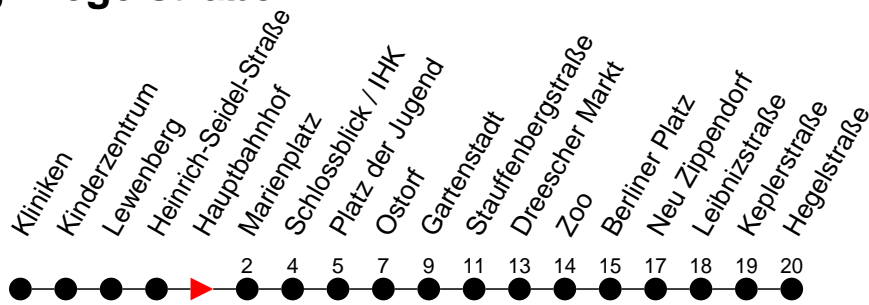 Kliniken
Kinderzentrum
Lewenberg
Heinrich-Seidel-Straße
Hauptbahnhof
Marienplatz
Schlossblick / IHK
Platz der Jugend
Ostorf
Gartenstadt
Stauffenbergstraße
Dreescher Markt
Zoo
Berliner Platz
Neu Zippendorf
Leibnizstraße
Keplerstraße
Hegelstraße
2 4 5 7 9 11 13 14 15 17 18 19 20